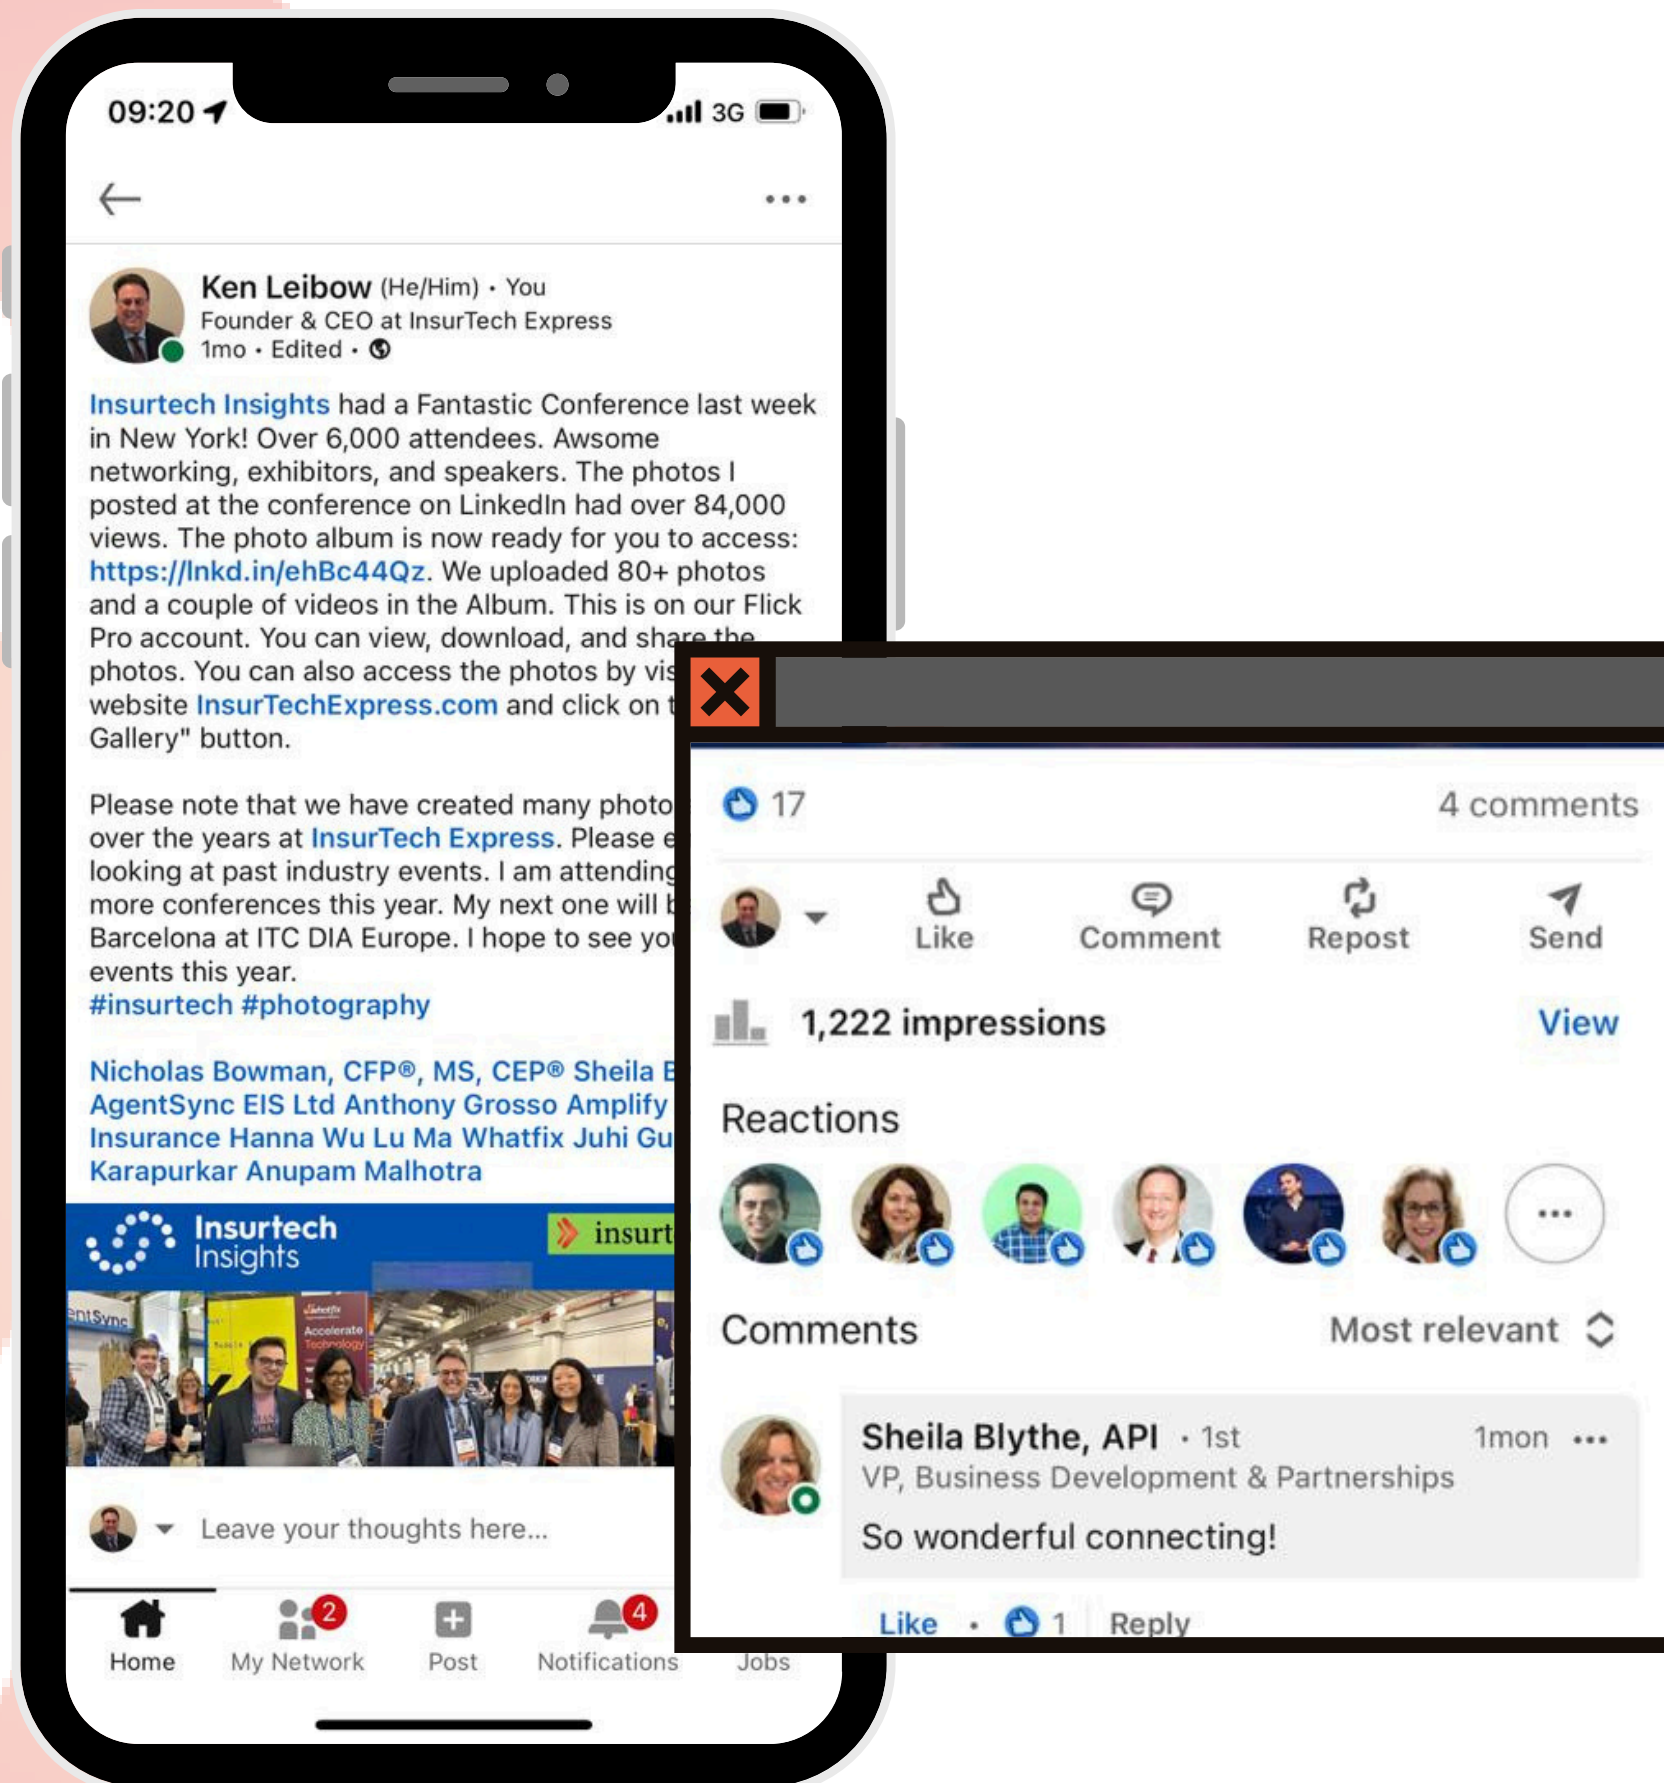 09:20
3G
Ken Leibow (He/Him) • You
Founder & CEO at InsurTech Express
1mo • Edited •
Insurtech Insights had a Fantastic Conference last week
in New York! Over 6,000 attendees. Awsome
networking, exhibitors, and speakers. The photos I
posted at the conference on LinkedIn had over 84,000
views. The photo album is now ready for you to access:
https://lnkd.in/ehBc44Qz. We uploaded 80+ photos
and a couple of videos in the Album. This is on our Flick
Pro account. You can view, download, and share the
photos. You can also access the photos by vis
website InsurTechExpress.com and click on t
Gallery" button.
Please note that we have created many photo
over the years at InsurTech Express. Please e
looking at past industry events. I am attending
more conferences this year. My next one will b
Barcelona at ITC DIA Europe. I hope to see you
events this year.
#insurtech #photography
Nicholas Bowman, CFP®, MS, CEP® Sheila B
AgentSync EIS Ltd Anthony Grosso Amplify
Insurance Hanna Wu Lu Ma Whatfix Juhi Gu
Karapurkar Anupam Malhotra
Insurtech
Insights
insurt
entSync
whatfix
Accelerate
Technology
Leave your thoughts here...
2
4
Home
My Network
Post
Notifications
Jobs
17
4 comments
Like
Comment
Repost
Send
1,222 impressions
View
Reactions
Comments
Most relevant
Sheila Blythe, API • 1st
1mon
VP, Business Development & Partnerships
So wonderful connecting!
Like • 1 Reply